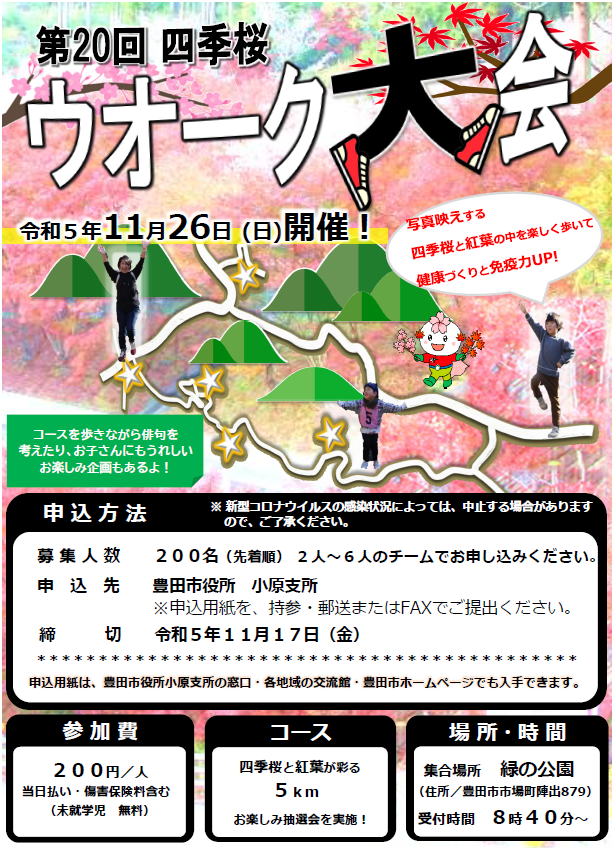 第20回 四季桜
ウオーク大会
令和５年11月26日 (日)開催！
写真映えする
四季桜と紅葉の中を楽しく歩いて
健康づくりと免疫力UP!
コースを歩きながら俳句を
考えたり、お子さんにもうれしい
お楽しみ企画もあるよ！
5
申込方法
※ 新型コロナウイルスの感染状況によっては、中止する場合があります
ので、ご了承ください。
募集人数　２００名（先着順） ２人～６人のチームでお申し込みください。
申込先　豊田市役所　小原支所
※申込用紙を、持参・郵送またはFAXでご提出ください。
締切　令和５年１１月１７日（金）
＊＊＊＊＊＊＊＊＊＊＊＊＊＊＊＊＊＊＊＊＊＊＊＊＊＊＊＊＊＊＊＊＊＊＊＊＊＊＊＊＊＊＊＊
申込用紙は、豊田市役所小原支所の窓口・各地域の交流館・豊田市ホームページでも入手できます。
参加費
２００円／人
当日払い・傷害保険料含む
（未就学児　無料）
コース
四季桜と紅葉が彩る
５ｋｍ
お楽しみ抽選会を実施！
場所・時間
集合場所　緑の公園
（住所／豊田市市場町陣出879）
受付時間　８時４０分～